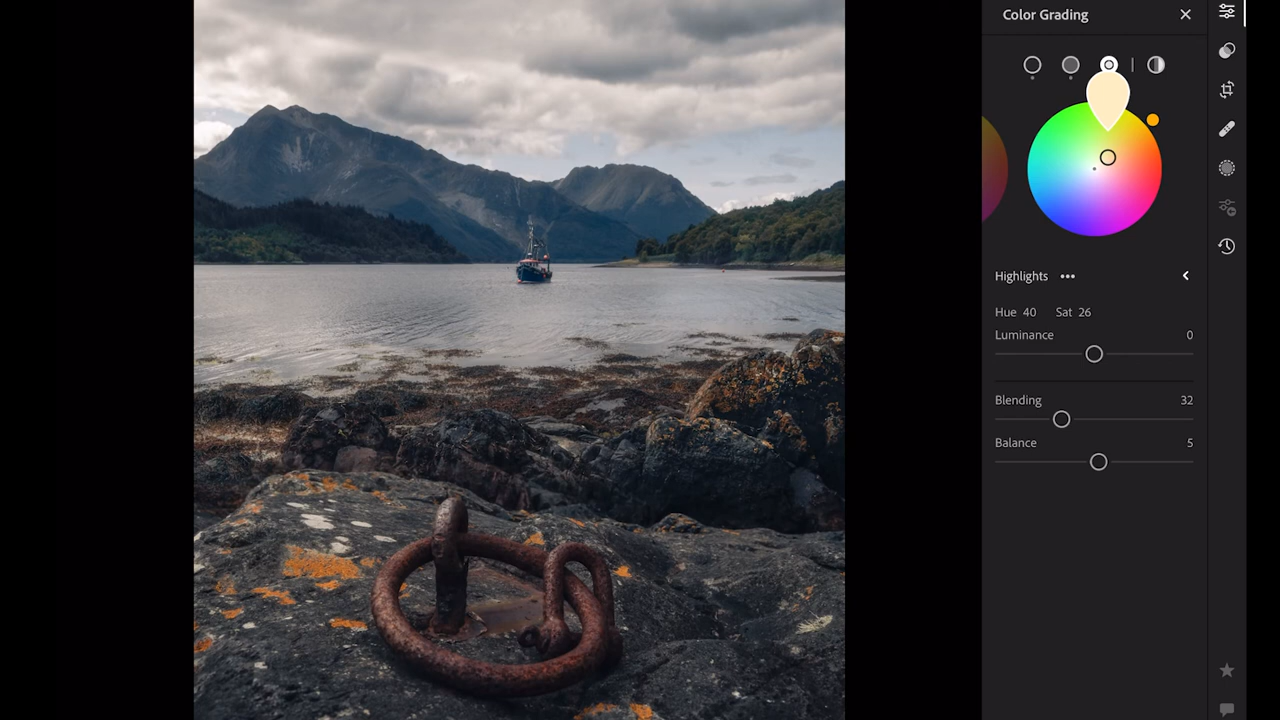 Color Grading
Highlights
Hue 40 Sat 26
Luminance 0
Blending 32
Balance 5